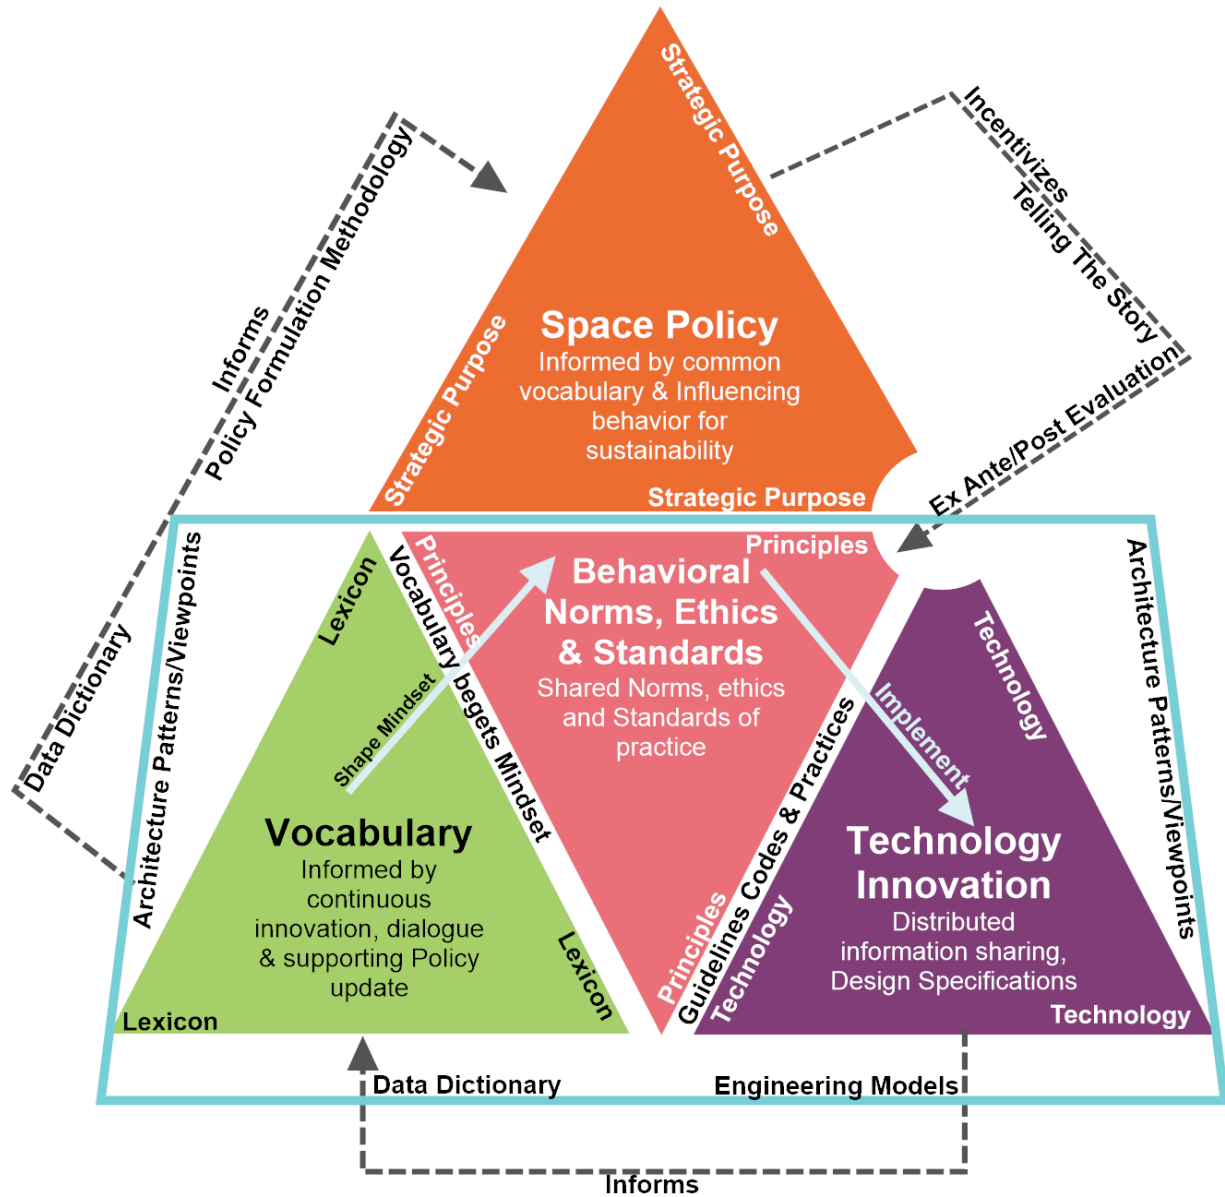 Strategic Purpose
Incentivizes
Telling The Story
Ex Ante/Post Evaluation
Informs
Policy Formulation Methodology
Data Dictionary
Strategic Purpose
Space Policy
Informed by common
vocabulary & Influencing
behavior for
sustainability
Strategic Purpose
Architecture Patterns/Viewpoints
Lexicon
Vocabulary begets Mindset
Principles
Principles
Behavioral
Norms, Ethics
& Standards
Shared Norms, ethics
and Standards of
practice
Shape Mindset
Implement
Technology
Architecture Patterns/Viewpoints
Vocabulary
Informed by
continuous
innovation, dialogue
& supporting Policy
update
Lexicon
Lexicon
Principles
Guidelines Codes & Practices
Technology
Technology
Innovation
Distributed
information sharing,
Design Specifications
Technology
Data Dictionary
Engineering Models
Informs